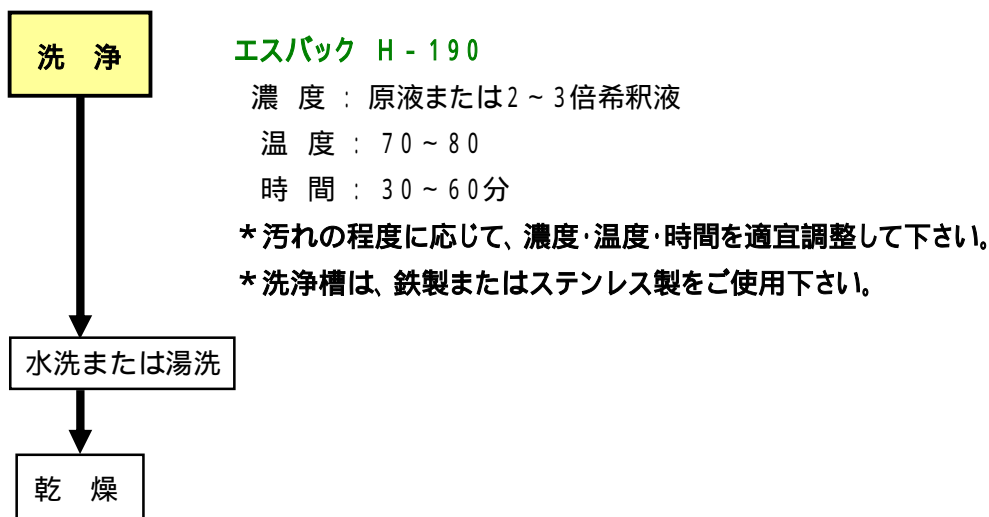 洗 浄
エスバック H-190
濃 度 : 原液または2~3倍希釈液
温 度 : 70~80
時 間 : 30~60分
*汚れの程度に応じて、濃度・温度・時間を適宜調整して下さい。
*洗浄槽は、鉄製またはステンレス製をご使用下さい。
水洗または湯洗
乾 燥